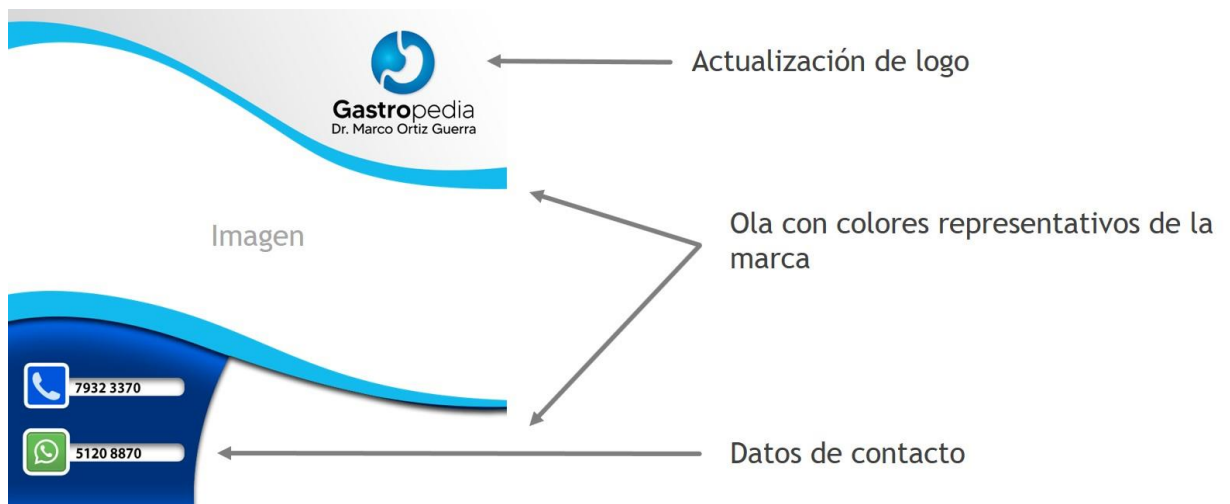 Gastropedia
Dr. Marco Ortiz Guerra
Actualización de logo
Imagen
Ola con colores representativos de la
marca
7932 3370
5120 8870
Datos de contacto